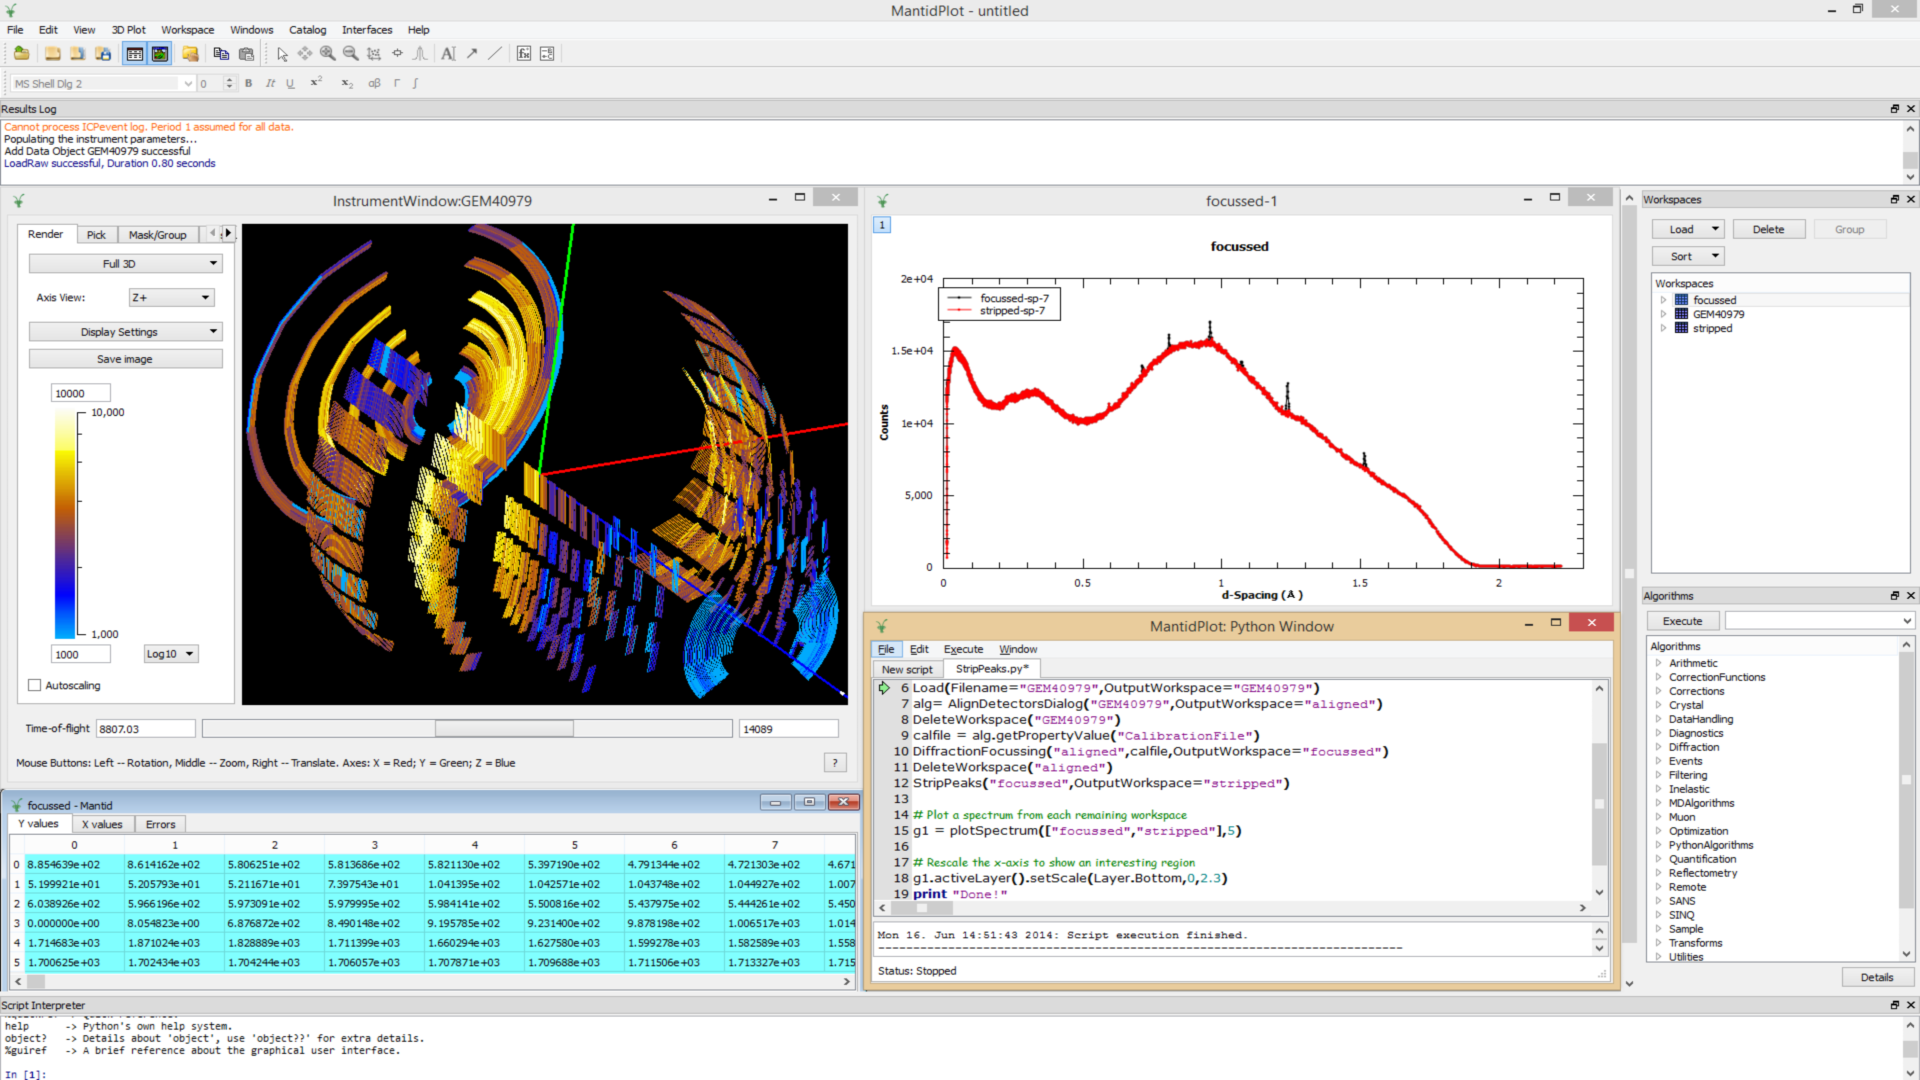 MantidPlot - untitled
File Edit View 3D Plot Workspace Windows Catalog Interfaces Help
MS Shell Dlg 2 0 B It U x² x₂ αβ Γ ∫
Results Log
Cannot process ICPevent log. Period 1 assumed for all data.
Populating the instrument parameters...
Add Data Object GEM40979 successful
LoadRaw successful, Duration 0.80 seconds
InstrumentWindow:GEM40979
Render Pick Mask/Group
Full 3D
Axis View: Z+
Display Settings
Save image
10000
10,000
1,000
1000 Log10
Autoscaling
Time-of-flight 8807.03 14089
Mouse Buttons: Left -- Rotation, Middle -- Zoom, Right -- Translate. Axes: X = Red; Y = Green; Z = Blue
?
focussed - Mantid
Y values X values Errors
0 1 2 3 4 5 6 7
0 8.854639e+02 8.614162e+02 5.806251e+02 5.813686e+02 5.821130e+02 5.397190e+02 4.791344e+02 4.721303e+02 4.671
1 5.199921e+01 5.205793e+01 5.211671e+01 7.397543e+01 1.041395e+02 1.042571e+02 1.043748e+02 1.044927e+02 1.007
2 6.038926e+02 5.966196e+02 5.973091e+02 5.979995e+02 5.984141e+02 5.500816e+02 5.437975e+02 5.444261e+02 5.450
3 0.000000e+00 8.054823e+00 6.876872e+02 8.490148e+02 9.195785e+02 9.231400e+02 9.878198e+02 1.006517e+03 1.014
4 1.714683e+03 1.871024e+03 1.828889e+03 1.711399e+03 1.660294e+03 1.627580e+03 1.599278e+03 1.582589e+03 1.558
5 1.700625e+03 1.702434e+03 1.704244e+03 1.706057e+03 1.707871e+03 1.709688e+03 1.711506e+03 1.713327e+03 1.715
focussed-1
1
focussed
2e+04
focussed-sp-7
stripped-sp-7
1.5e+04
1e+04
5,000
0
Counts
0 0.5 1 1.5 2
d-Spacing (Å)
MantidPlot: Python Window
File Edit Execute Window
New script StripPeaks.py*
6 Load(Filename="GEM40979",OutputWorkspace="GEM40979")
7 alg= AlignDetectorsDialog("GEM40979",OutputWorkspace="aligned")
8 DeleteWorkspace("GEM40979")
9 calfile = alg.getPropertyValue("CalibrationFile")
10 DiffractionFocussing("aligned",calfile,OutputWorkspace="focussed")
11 DeleteWorkspace("aligned")
12 StripPeaks("focussed",OutputWorkspace="stripped")
13
14 # Plot a spectrum from each remaining workspace
15 g1 = plotSpectrum(["focussed","stripped"],5)
16
17 # Rescale the x-axis to show an interesting region
18 g1.activeLayer().setScale(Layer.Bottom,0,2.3)
19 print "Done!"
Mon 16. Jun 14:51:43 2014: Script execution finished.
Status: Stopped
Workspaces
Load Delete Group
Sort
Workspaces
focussed
GEM40979
stripped
Algorithms
Execute
Algorithms
Arithmetic
CorrectionFunctions
Corrections
Crystal
DataHandling
Diagnostics
Diffraction
Events
Filtering
Inelastic
MDAlgorithms
Muon
Optimization
PythonAlgorithms
Quantification
Reflectometry
Remote
SANS
SINQ
Sample
Transforms
Utilities
Details
Script Interpreter
help -> Python's own help system.
object? -> Details about 'object', use 'object??' for extra details.
%guiref -> A brief reference about the graphical user interface.
In [1]: